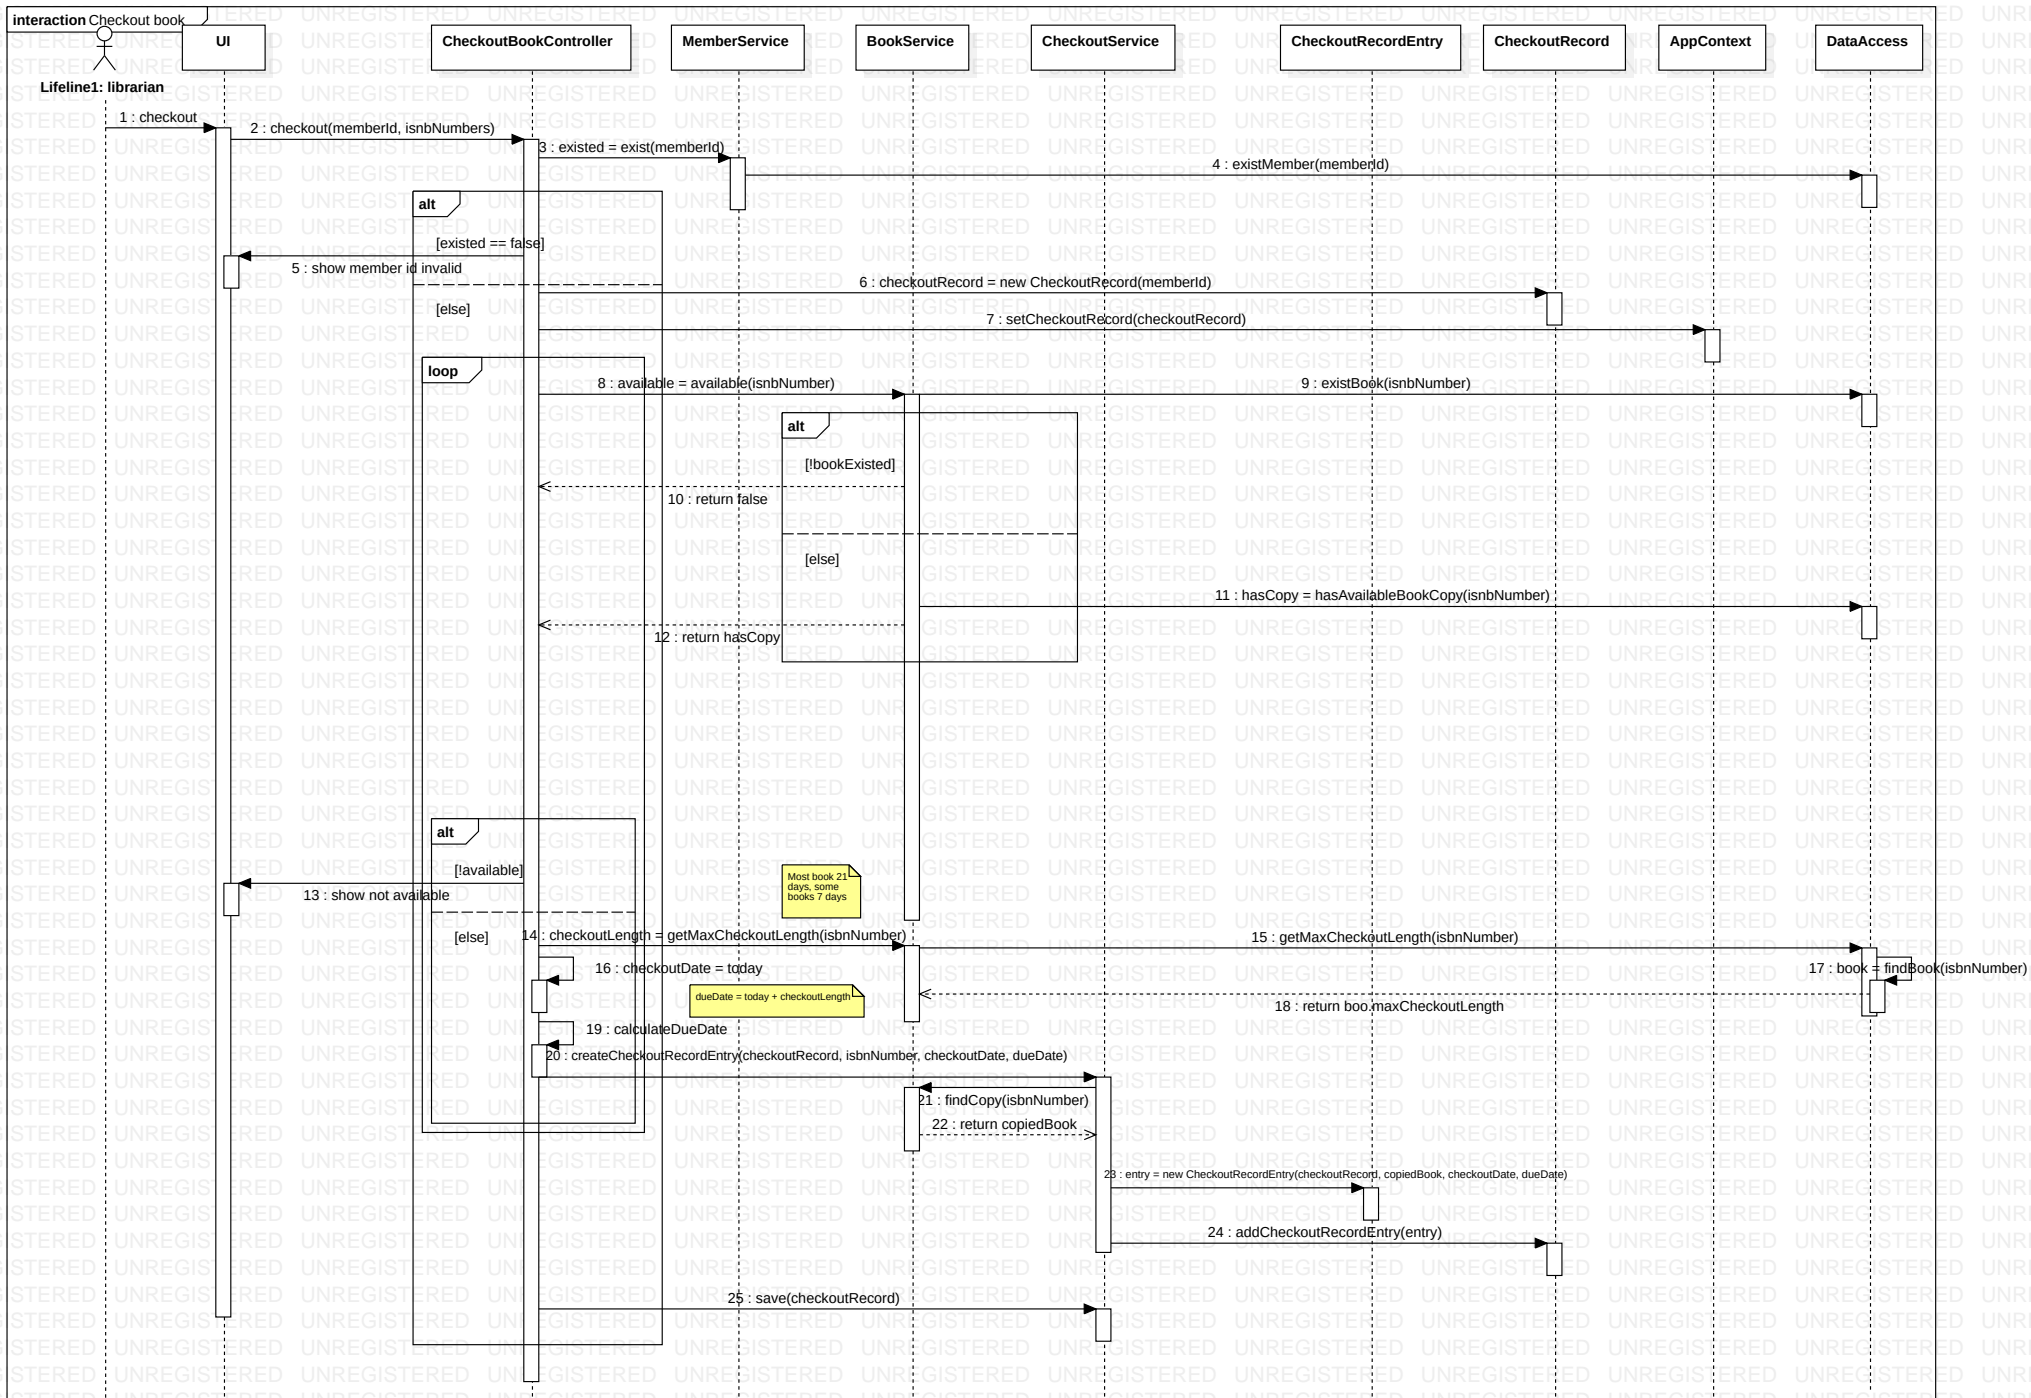 interaction Checkout book
UI
CheckoutBookController
MemberService
BookService
CheckoutService
CheckoutRecordEntry
CheckoutRecord
AppContext
DataAccess
Lifeline1: librarian
1 : checkout
2 : checkout(memberId, isnbNumbers)
3 : existed = exist(memberId)
4 : existMember(memberId)
alt
[existed == false]
5 : show member id invalid
6 : checkoutRecord = new CheckoutRecord(memberId)
[else]
7 : setCheckoutRecord(checkoutRecord)
loop
8 : available = available(isnbNumber)
9 : existBook(isnbNumber)
alt
[!bookExisted]
10 : return false
[else]
11 : hasCopy = hasAvailableBookCopy(isnbNumber)
12 : return hasCopy
alt
[!available]
13 : show not available
Most book 21
days, some
books 7 days
[else]
14 : checkoutLength = getMaxCheckoutLength(isbnNumber)
15 : getMaxCheckoutLength(isbnNumber)
16 : checkoutDate = today
17 : book = findBook(isbnNumber)
dueDate = today + checkoutLength
18 : return boo.maxCheckoutLength
19 : calculateDueDate
20 : createCheckoutRecordEntry(checkoutRecord, isbnNumber, checkoutDate, dueDate)
21 : findCopy(isbnNumber)
22 : return copiedBook
23 : entry = new CheckoutRecordEntry(checkoutRecord, copiedBook, checkoutDate, dueDate)
24 : addCheckoutRecordEntry(entry)
25 : save(checkoutRecord)
UNREGISTERED